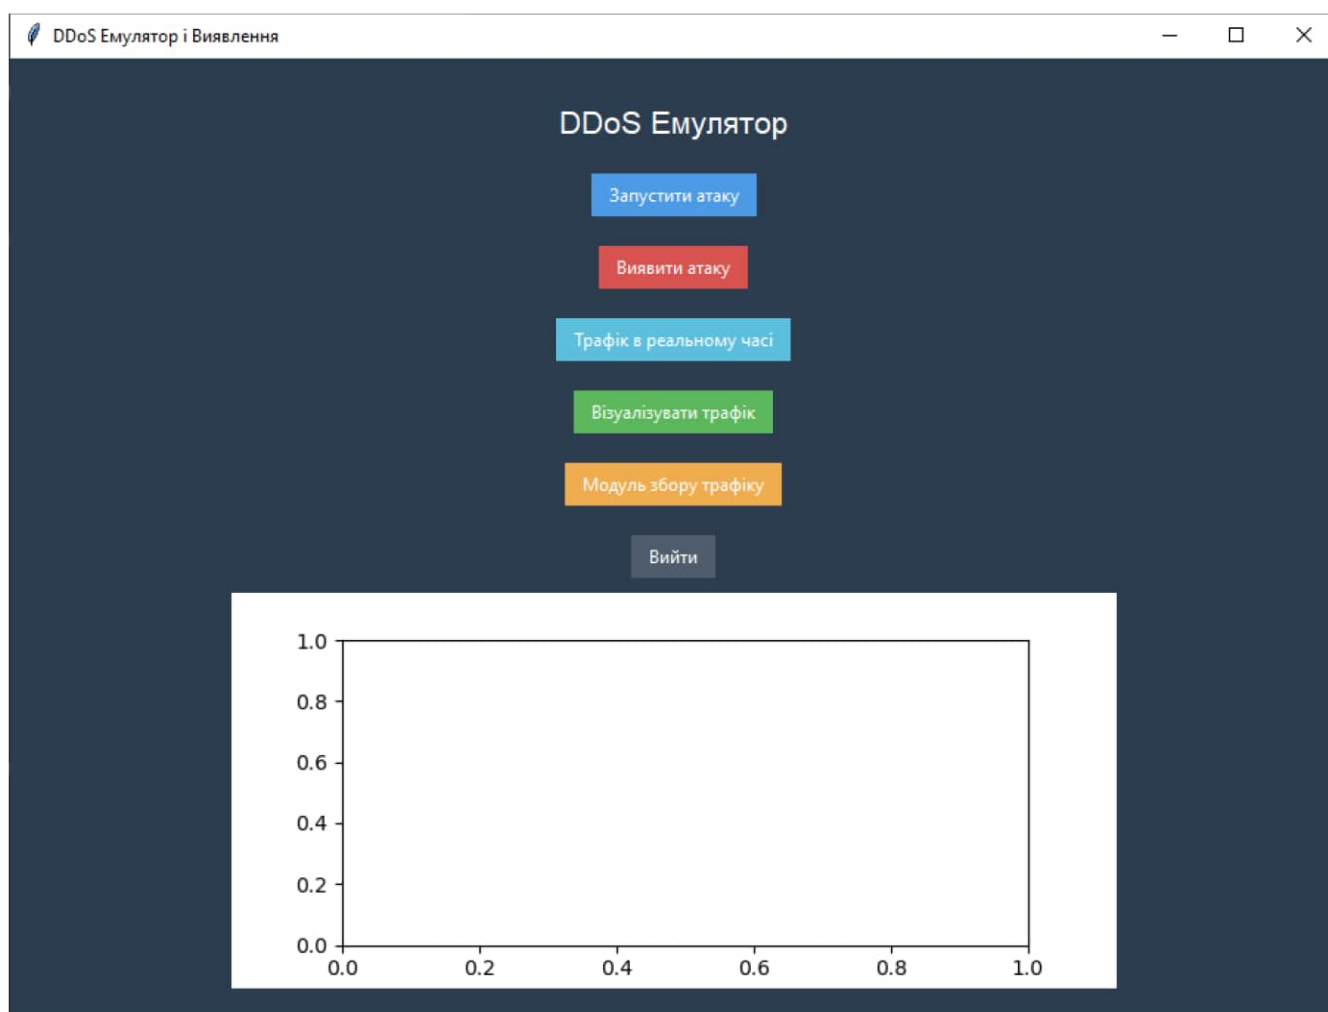 DDoS Емулятор і Виявлення
DDoS Емулятор
Запустити атаку
Виявити атаку
Трафік в реальному часі
Візуалізувати трафік
Модуль збору трафіку
Вийти
1.0
0.8
0.6
0.4
0.2
0.0
0.0 0.2 0.4 0.6 0.8 1.0